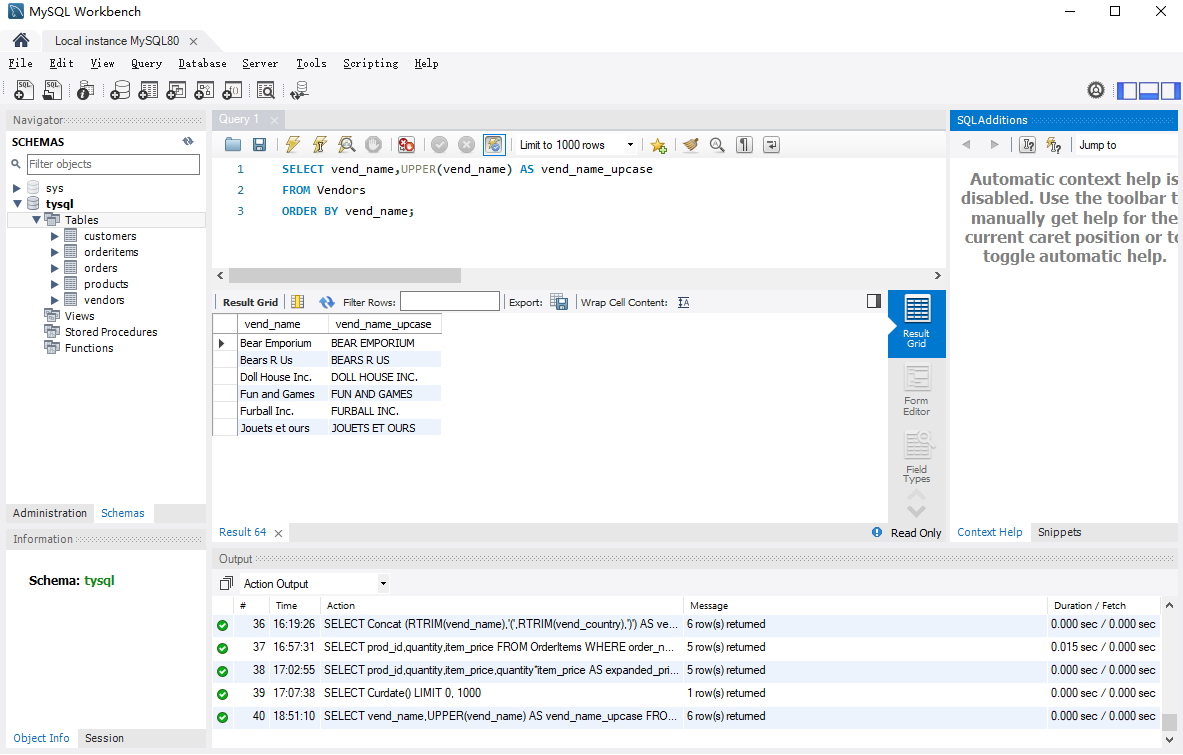 MySQL Workbench
Local instance MySQL80
File Edit View Query Database Server Tools Scripting Help
Navigator
SCHEMAS
Filter objects
sys
tysql
Tables
customers
orderitems
orders
products
vendors
Views
Stored Procedures
Functions
Administration Schemas
Information
Schema: tysql
Object Info Session
Query 1
Limit to 1000 rows
1 SELECT vend_name,UPPER(vend_name) AS vend_name_upcase
2 FROM Vendors
3 ORDER BY vend_name;
Result Grid Filter Rows: Export: Wrap Cell Content:
vend_name vend_name_upcase
Bear Emporium BEAR EMPORIUM
Bears R Us BEARS R US
Doll House Inc. DOLL HOUSE INC.
Fun and Games FUN AND GAMES
Furball Inc. FURBALL INC.
Jouets et ours JOUETS ET OURS
Result
Grid
Form
Editor
Field
Types
Result 64
Read Only
SQLAdditions
Jump to
Automatic context help is
disabled. Use the toolbar t
manually get help for the
current caret position or to
toggle automatic help.
Context Help Snippets
Output
Action Output
# Time Action Message Duration / Fetch
36 16:19:26 SELECT Concat (RTRIM(vend_name),'(',RTRIM(vend_country),')') AS ve... 6 row(s) returned 0.000 sec / 0.000 sec
37 16:57:31 SELECT prod_id,quantity,item_price FROM OrderItems WHERE order_n... 5 row(s) returned 0.015 sec / 0.000 sec
38 17:02:55 SELECT prod_id,quantity,item_price,quantity*item_price AS expanded_pri... 5 row(s) returned 0.000 sec / 0.000 sec
39 17:07:38 SELECT Curdate() LIMIT 0, 1000 1 row(s) returned 0.000 sec / 0.000 sec
40 18:51:10 SELECT vend_name,UPPER(vend_name) AS vend_name_upcase FRO... 6 row(s) returned 0.000 sec / 0.000 sec